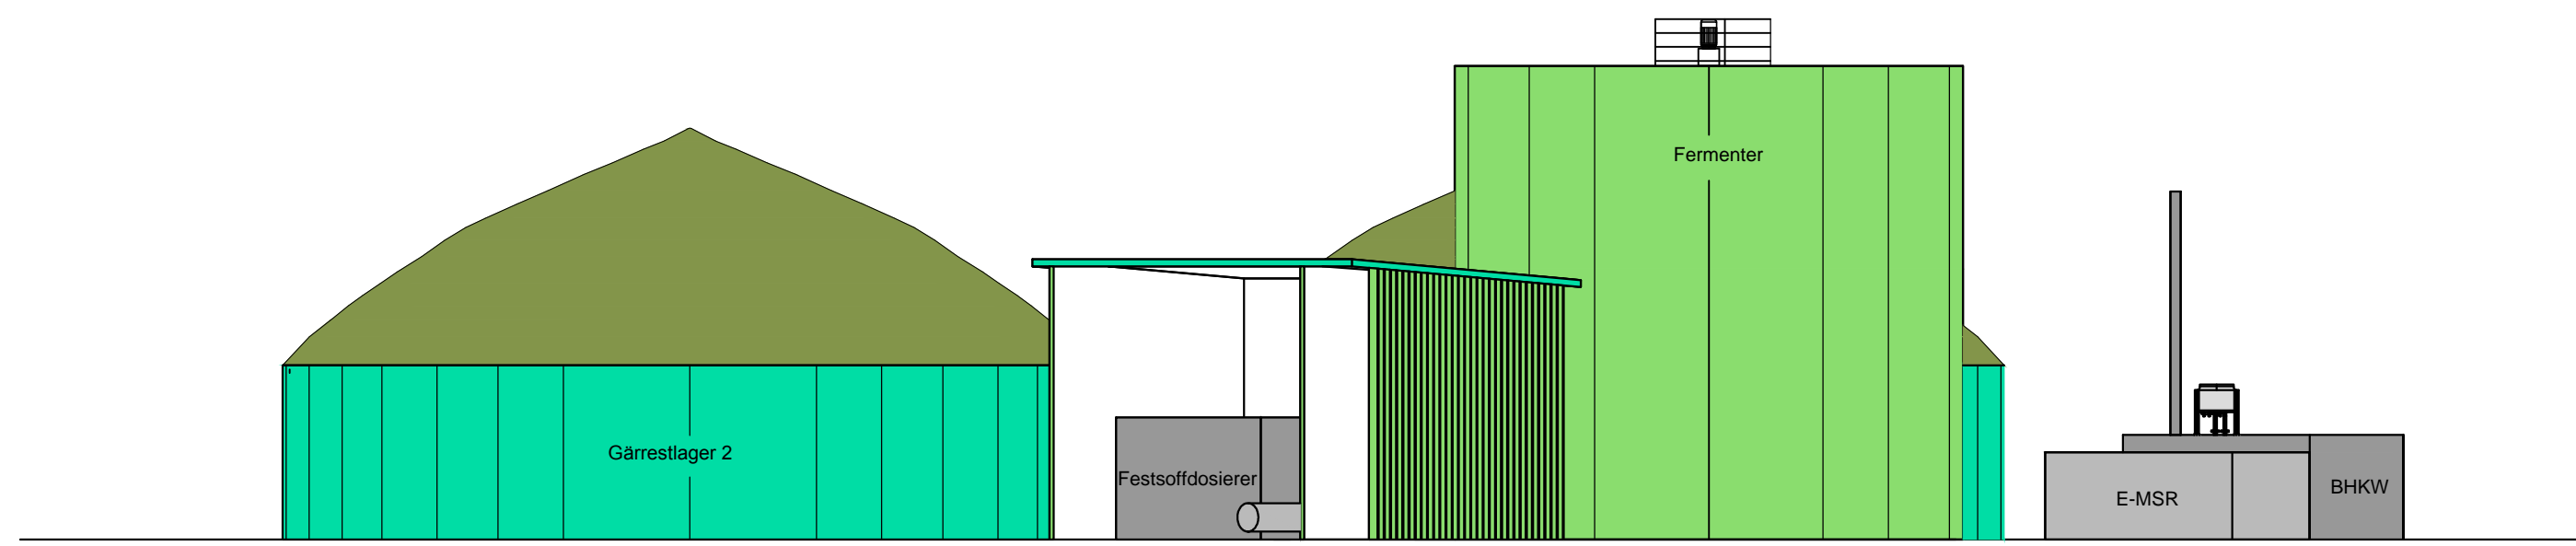 Fermenter
Gärrestlager 2
Festsoffdosierer
E-MSR
BHKW